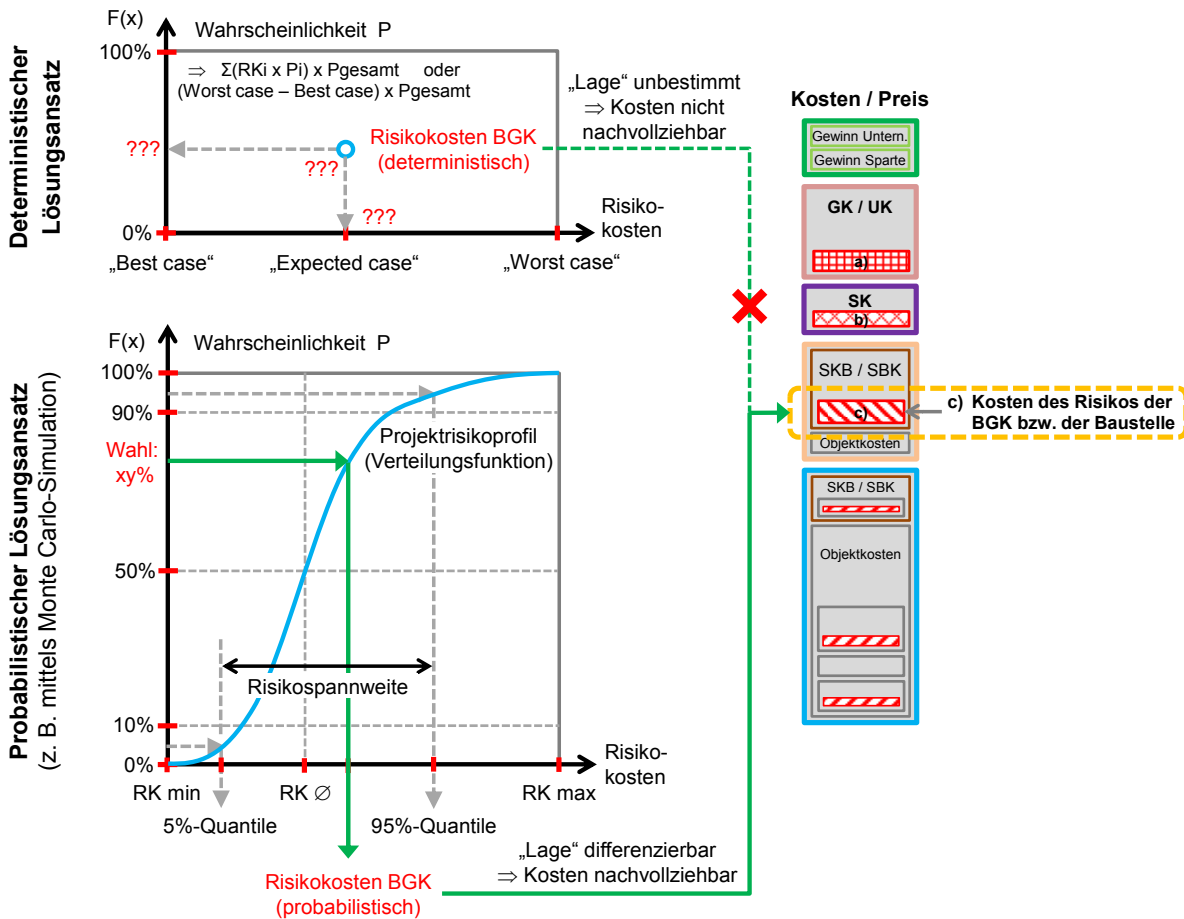 Deterministischer
Lösungsansatz
F(x)
Wahrscheinlichkeit P
100%
⇒ Σ(RKi x Pi) x Pgesamt oder
(Worst case – Best case) x Pgesamt
???
Risikokosten BGK
(deterministisch)
???
???
0%
Risiko-
kosten
„Best case“
„Expected case“
„Worst case“
„Lage“ unbestimmt
⇒ Kosten nicht
nachvollziehbar
Probabilistischer Lösungsansatz
(z. B. mittels Monte Carlo-Simulation)
F(x)
Wahrscheinlichkeit P
100%
90%
Wahl:
xy%
Projektrisikoprofil
(Verteilungsfunktion)
50%
Risikospannweite
10%
0%
Risiko-
kosten
RK min
RK ∅
RK max
5%-Quantile
95%-Quantile
Risikokosten BGK
(probabilistisch)
„Lage“ differenzierbar
⇒ Kosten nachvollziehbar
Kosten / Preis
Gewinn Untern.
Gewinn Sparte
GK / UK
a)
SK
b)
SKB / SBK
c)
c) Kosten des Risikos der
BGK bzw. der Baustelle
Objektkosten
SKB / SBK
Objektkosten